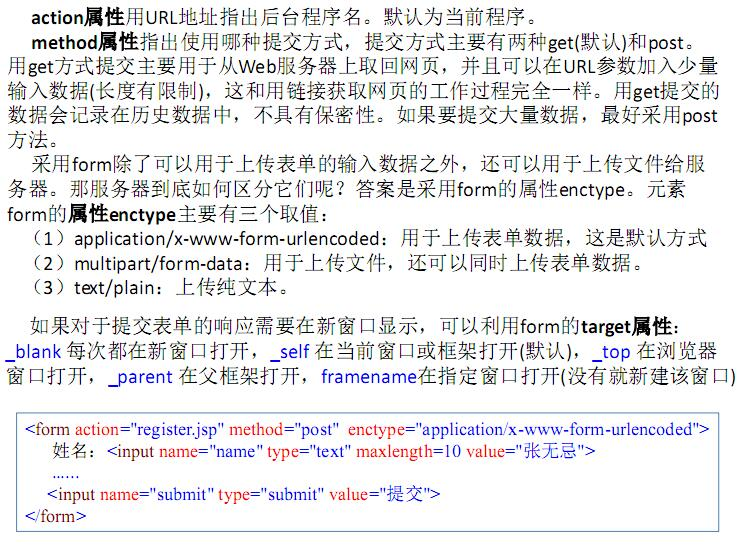 action属性用URL地址指出后台程序名。默认为当前程序。
method属性指出使用哪种提交方式，提交方式主要有两种get(默认)和post。
用get方式提交主要用于从Web服务器上取回网页，并且可以在URL参数加入少量
输入数据(长度有限制)，这和用链接获取网页的工作过程完全一样。用get提交的
数据会记录在历史数据中，不具有保密性。如果要提交大量数据，最好采用post
方法。
采用form除了可以用于上传表单的输入数据之外，还可以用于上传文件给服
务器。那服务器到底如何区分它们呢？答案是采用form的属性enctype。元素
form的属性enctype主要有三个取值：
（1）application/x-www-form-urlencoded：用于上传表单数据，这是默认方式
（2）multipart/form-data：用于上传文件，还可以同时上传表单数据。
（3）text/plain：上传纯文本。
如果对于提交表单的响应需要在新窗口显示，可以利用form的target属性：
_blank 每次都在新窗口打开，_self 在当前窗口或框架打开(默认)，_top 在浏览器
窗口打开，_parent 在父框架打开，framename在指定窗口打开(没有就新建该窗口)
<form action="register.jsp" method="post" enctype="application/x-www-form-urlencoded">
姓名：<input name="name" type="text" maxlength=10 value="张无忌">
……
<input name="submit" type="submit" value="提交">
</form>